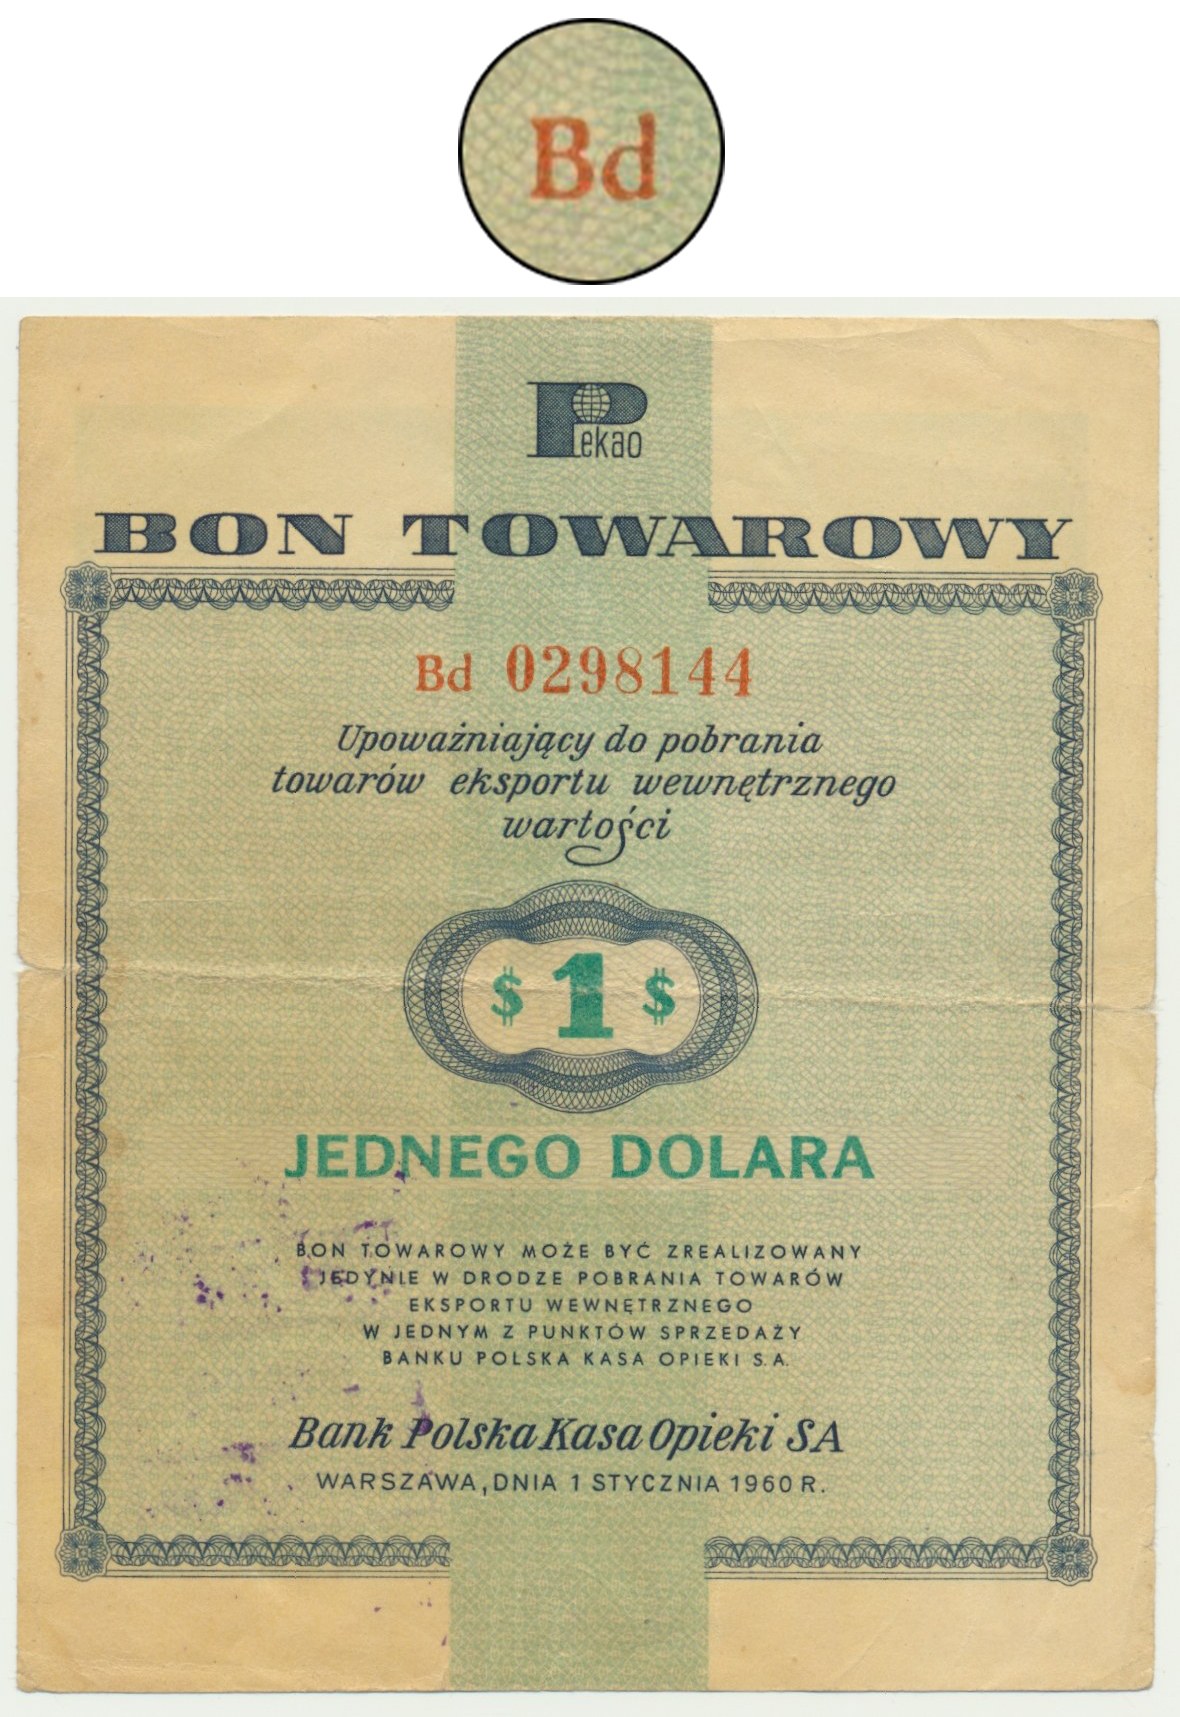 Bd
Pekao
BON TOWAROWY
Bd 0298144
Upoważniający do pobrania
towarów eksportu wewnętrznego
wartości
$ 1 $
JEDNEGO DOLARA
BON TOWAROWY MOŻE BYĆ ZREALIZOWANY
JEDYNIE W DRODZE POBRANIA TOWARÓW
EKSPORTU WEWNĘTRZNEGO
W JEDNYM Z PUNKTÓW SPRZEDAŻY
BANKU POLSKA KASA OPIEKI S.A.
Bank Polska Kasa Opieki SA
WARSZAWA, DNIA 1 STYCZNIA 1960 R.